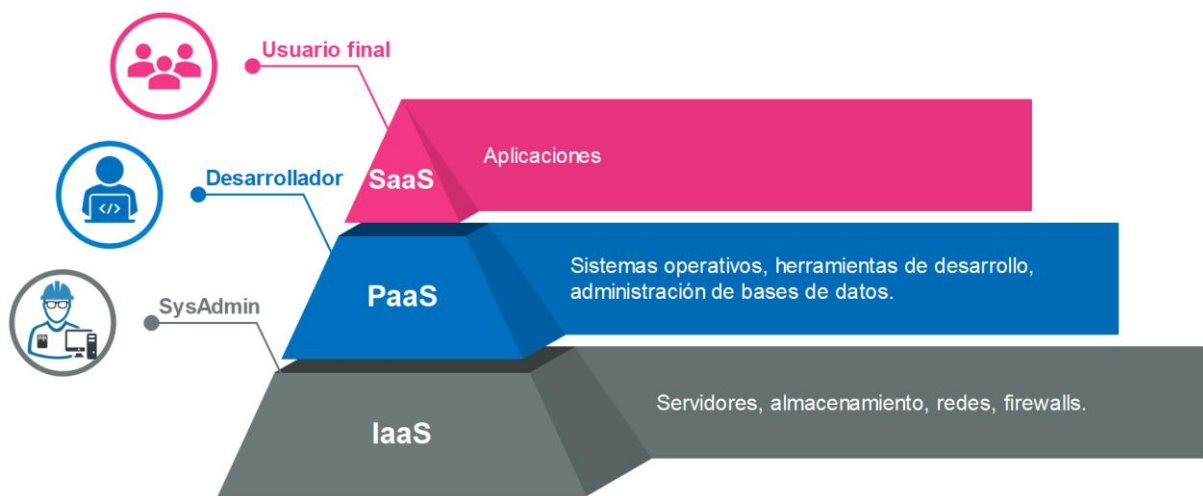 Usuario final
Aplicaciones
SaaS
Desarrollador
</>
Sistemas operativos, herramientas de desarrollo,
administración de bases de datos.
PaaS
SysAdmin
Servidores, almacenamiento, redes, firewalls.
IaaS